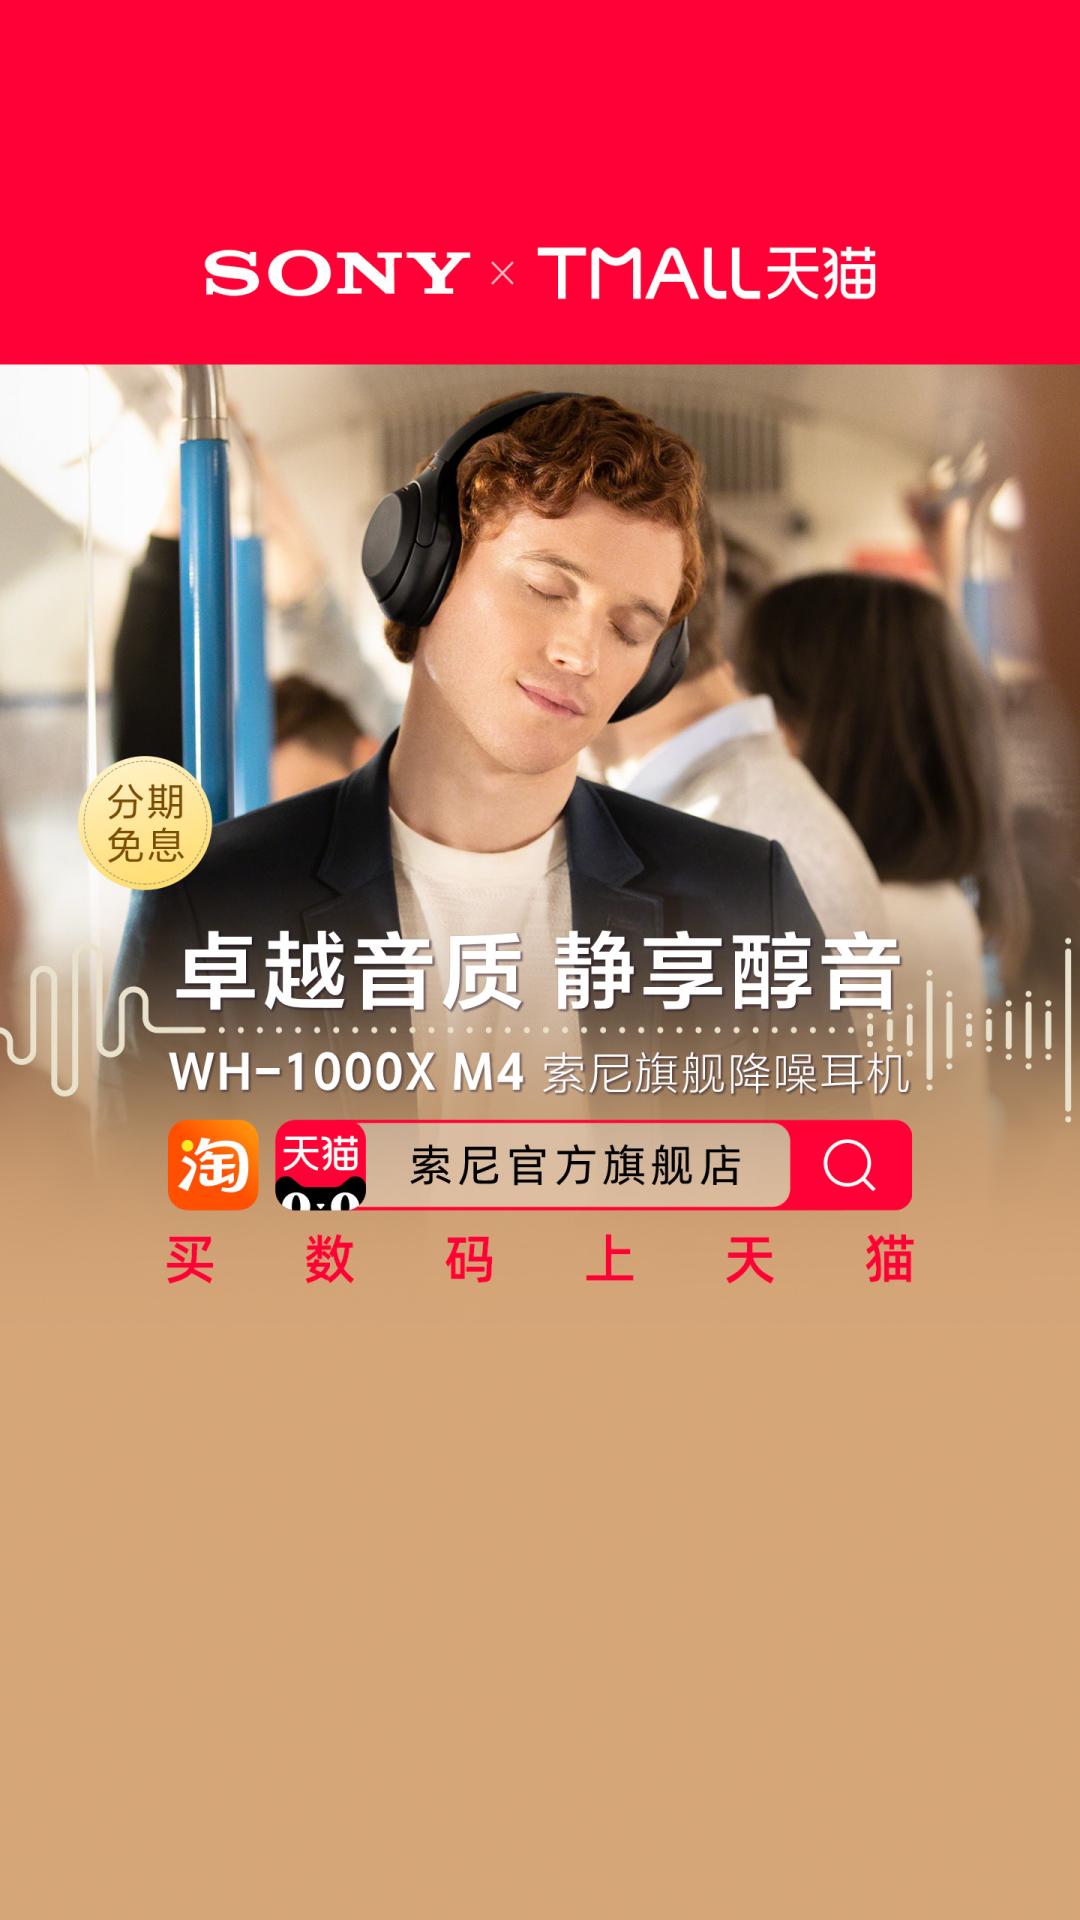 SONY × TMALL天猫
分期
免息
卓越音质 静享醇音
WH-1000X M4 索尼旗舰降噪耳机
淘 天猫 索尼官方旗舰店
买数码上天猫